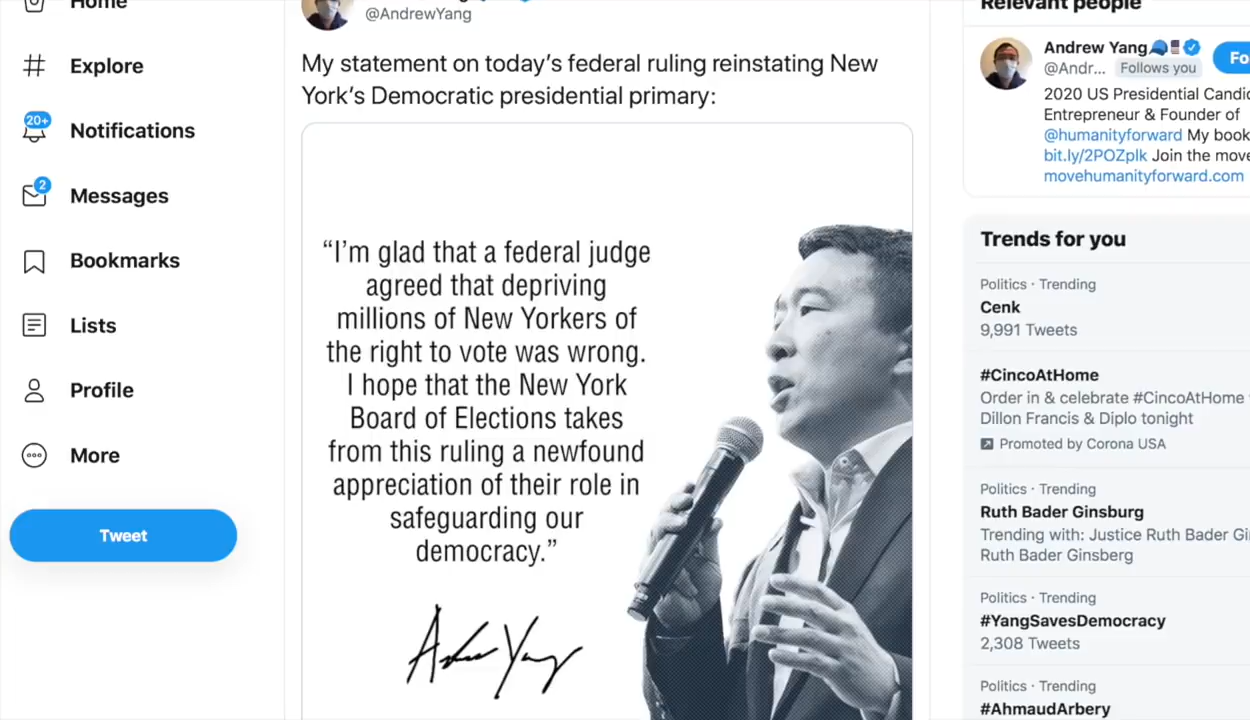 Home
Explore
20+
Notifications
2
Messages
Bookmarks
Lists
Profile
More
Tweet
@AndrewYang
My statement on today’s federal ruling reinstating New
York’s Democratic presidential primary:
“I’m glad that a federal judge
agreed that depriving
millions of New Yorkers of
the right to vote was wrong.
I hope that the New York
Board of Elections takes
from this ruling a newfound
appreciation of their role in
safeguarding our
democracy.”
Andrew Yang
Relevant people
Andrew Yang
@Andr... Follows you
Fo
2020 US Presidential Candid
Entrepreneur & Founder of
@humanityforward My book
bit.ly/2POZplk Join the move
movehumanityforward.com
Trends for you
Politics · Trending
Cenk
9,991 Tweets
#CincoAtHome
Order in & celebrate #CincoAtHome
Dillon Francis & Diplo tonight
Promoted by Corona USA
Politics · Trending
Ruth Bader Ginsburg
Trending with: Justice Ruth Bader Gi
Ruth Bader Ginsberg
Politics · Trending
#YangSavesDemocracy
2,308 Tweets
Politics · Trending
#AhmaudArbery